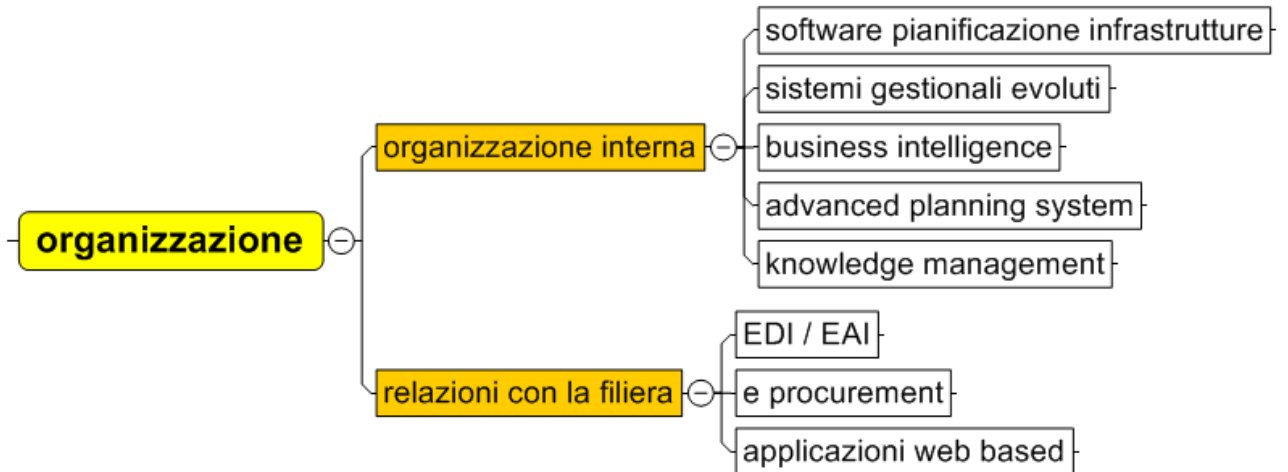 organizzazione
organizzazione interna
software pianificazione infrastrutture
sistemi gestionali evoluti
business intelligence
advanced planning system
knowledge management
relazioni con la filiera
EDI / EAI
e procurement
applicazioni web based